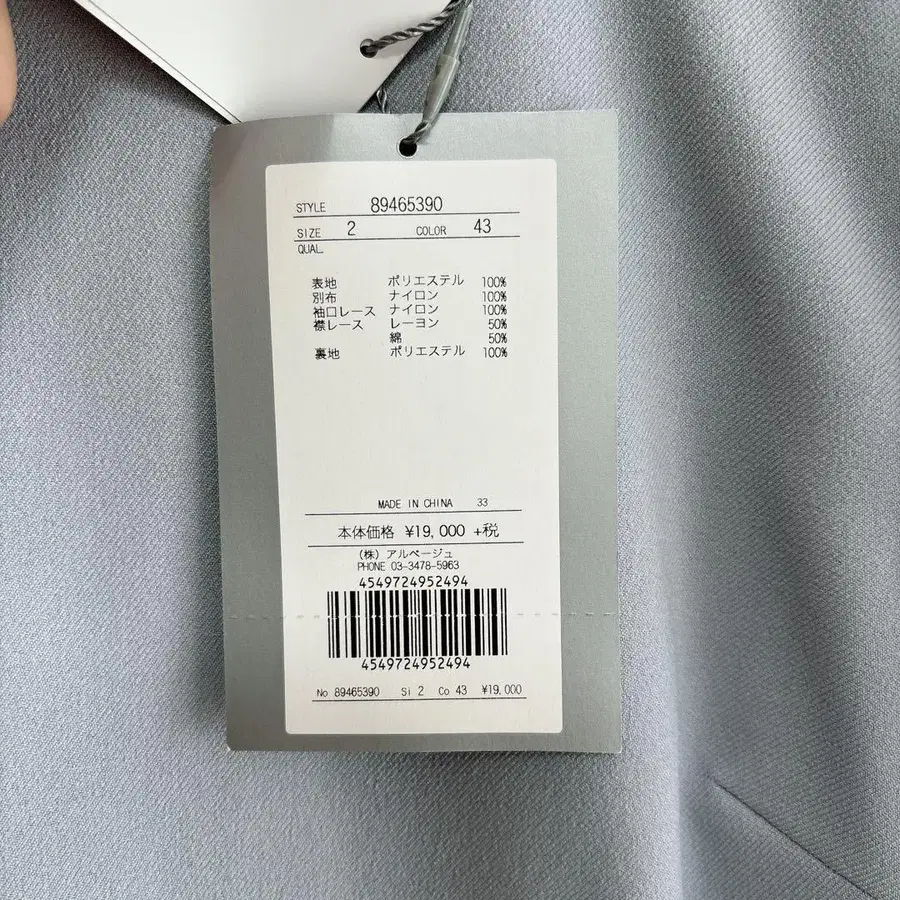 STYLE 89465390
SIZE 2 COLOR 43
QUAL.
表地 ポリエステル 100%
別布 ナイロン 100%
袖口レース ナイロン 100%
襟レース レーヨン 50%
綿 50%
裏地 ポリエステル 100%
MADE IN CHINA 33
本体価格 ¥19,000 +税
(株) アルページュ
PHONE 03-3478-5963
4549724952494
4549724952494
No 89465390 Si 2 Co 43 ¥19,000